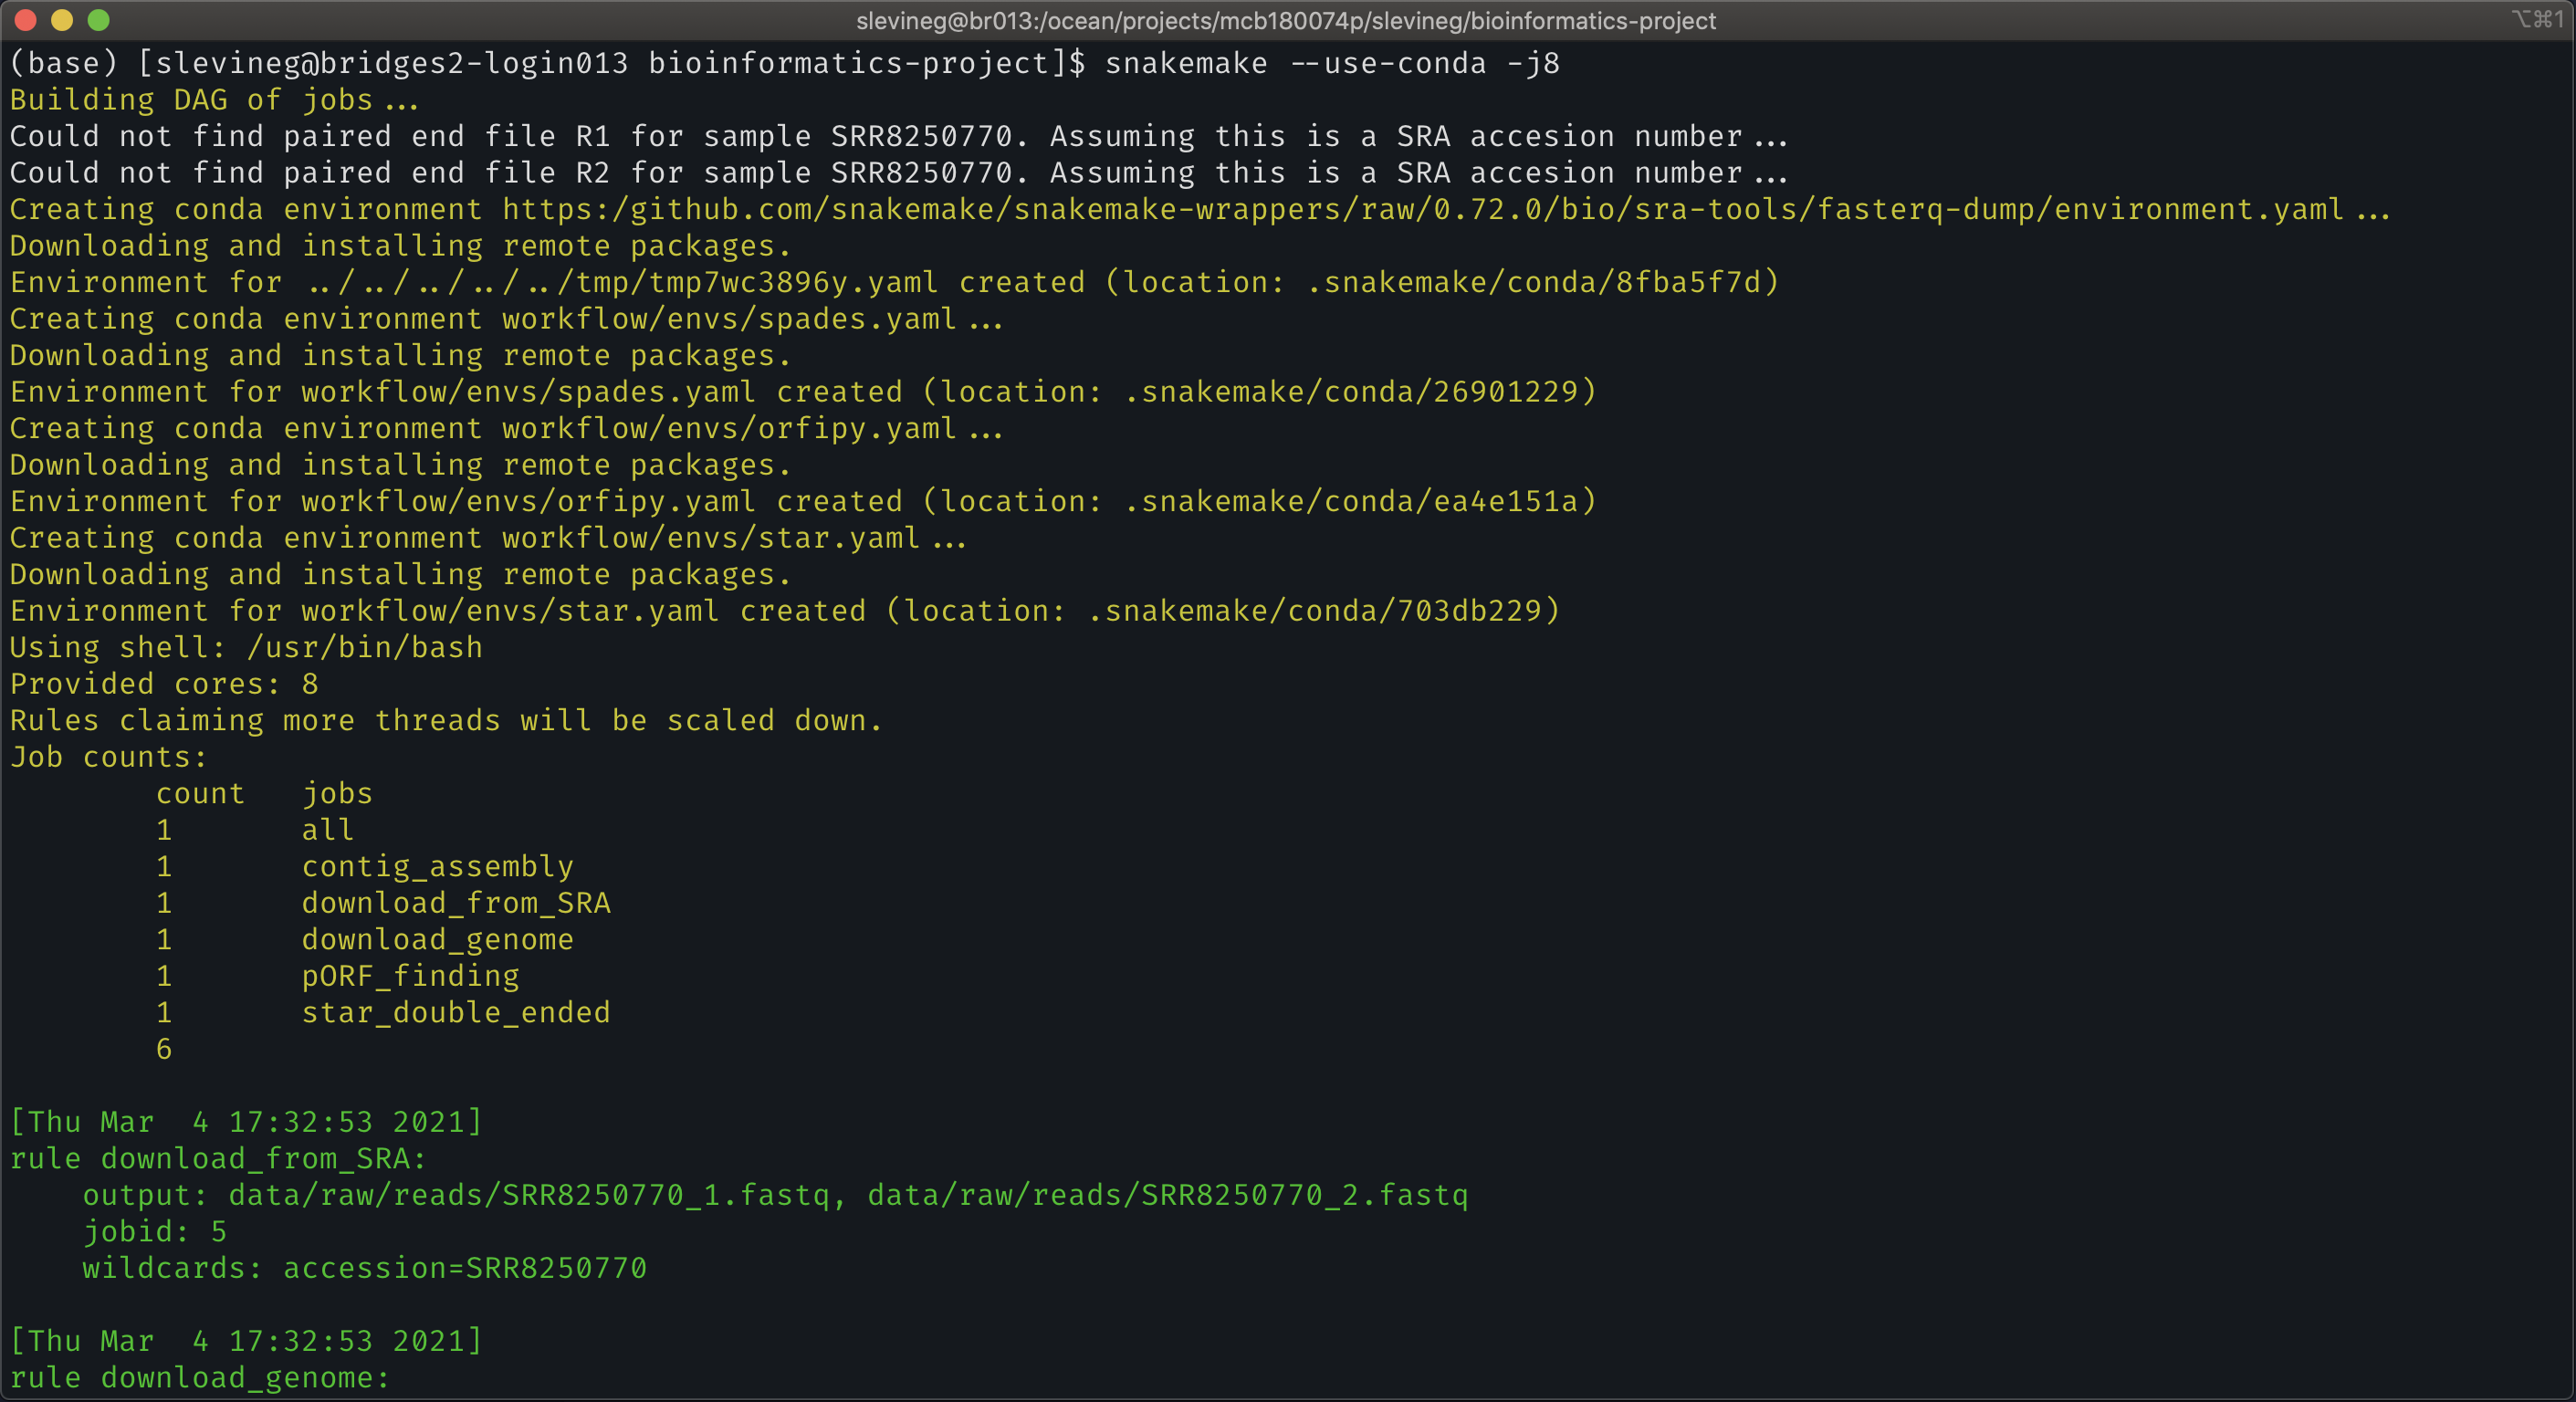 slevineg@br013:/ocean/projects/mcb180074p/slevineg/bioinformatics-project
⌥⌘1
(base) [slevineg@bridges2-login013 bioinformatics-project]$ snakemake --use-conda -j8
Building DAG of jobs...
Could not find paired end file R1 for sample SRR8250770. Assuming this is a SRA accesion number...
Could not find paired end file R2 for sample SRR8250770. Assuming this is a SRA accesion number...
Creating conda environment https:/github.com/snakemake/snakemake-wrappers/raw/0.72.0/bio/sra-tools/fasterq-dump/environment.yaml...
Downloading and installing remote packages.
Environment for ../../../../../tmp/tmp7wc3896y.yaml created (location: .snakemake/conda/8fba5f7d)
Creating conda environment workflow/envs/spades.yaml...
Downloading and installing remote packages.
Environment for workflow/envs/spades.yaml created (location: .snakemake/conda/26901229)
Creating conda environment workflow/envs/orfipy.yaml...
Downloading and installing remote packages.
Environment for workflow/envs/orfipy.yaml created (location: .snakemake/conda/ea4e151a)
Creating conda environment workflow/envs/star.yaml...
Downloading and installing remote packages.
Environment for workflow/envs/star.yaml created (location: .snakemake/conda/703db229)
Using shell: /usr/bin/bash
Provided cores: 8
Rules claiming more threads will be scaled down.
Job counts:
count jobs
1 all
1 contig_assembly
1 download_from_SRA
1 download_genome
1 pORF_finding
1 star_double_ended
6
[Thu Mar  4 17:32:53 2021]
rule download_from_SRA:
output: data/raw/reads/SRR8250770_1.fastq, data/raw/reads/SRR8250770_2.fastq
jobid: 5
wildcards: accession=SRR8250770
[Thu Mar  4 17:32:53 2021]
rule download_genome: